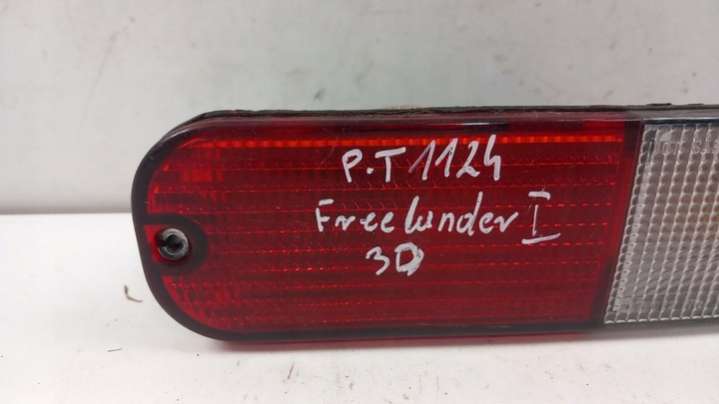 P.T 1124
Freelander I
3D